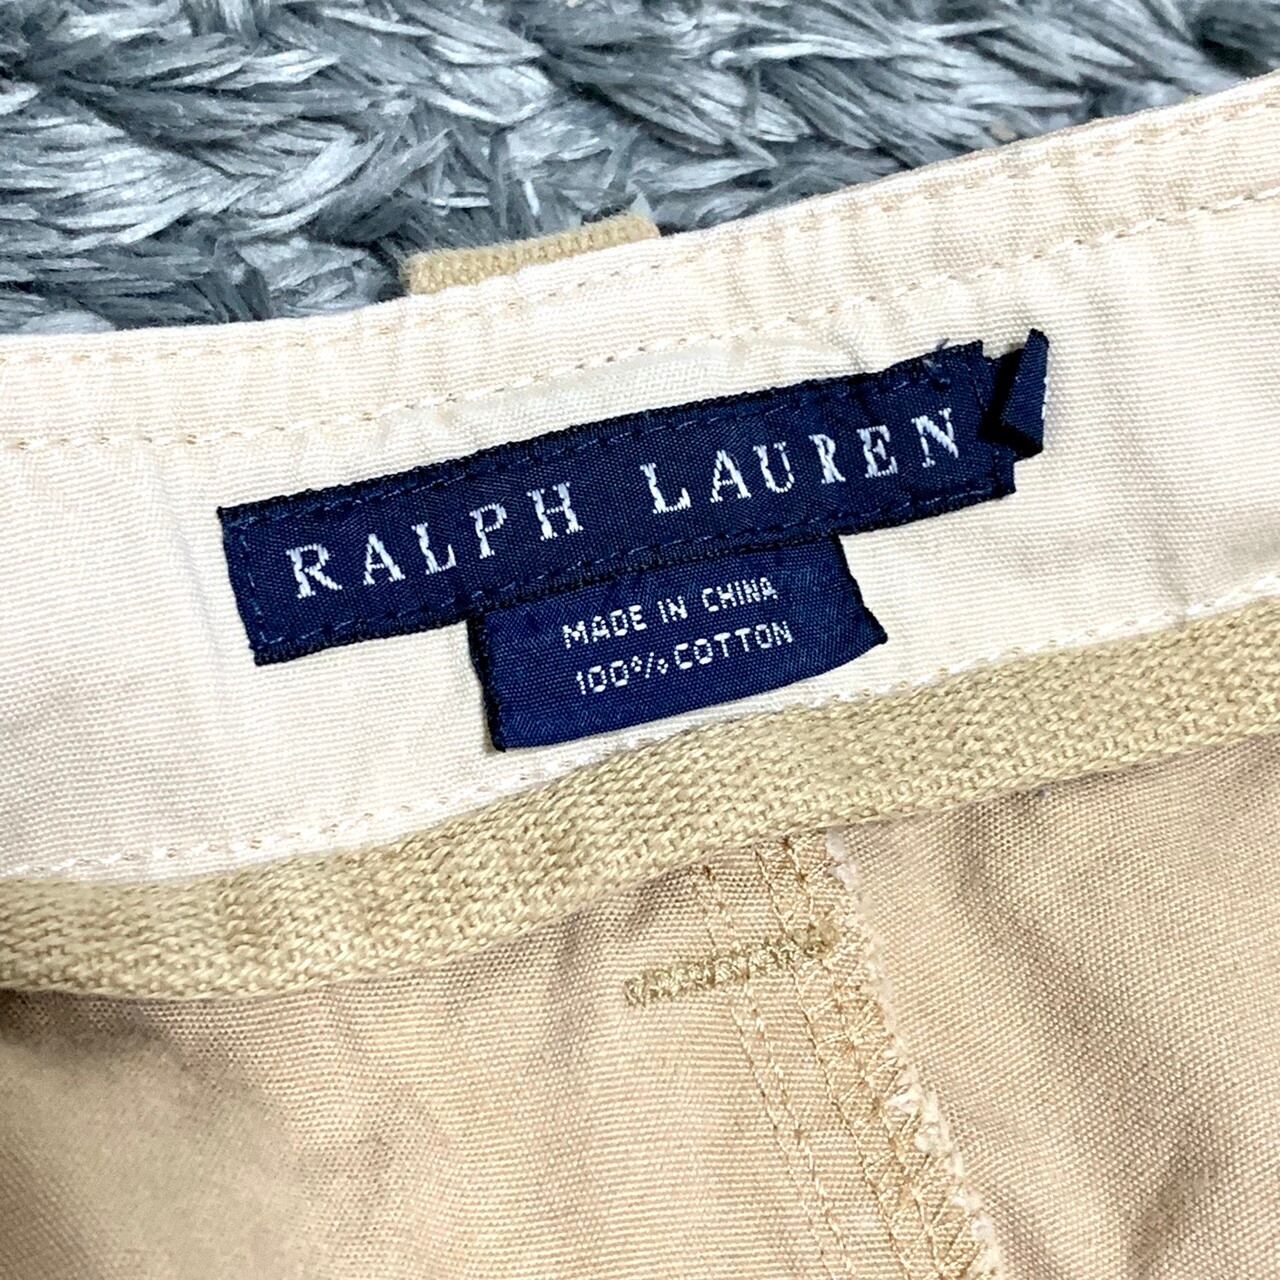 RALPH LAUREN
MADE IN CHINA
100% COTTON